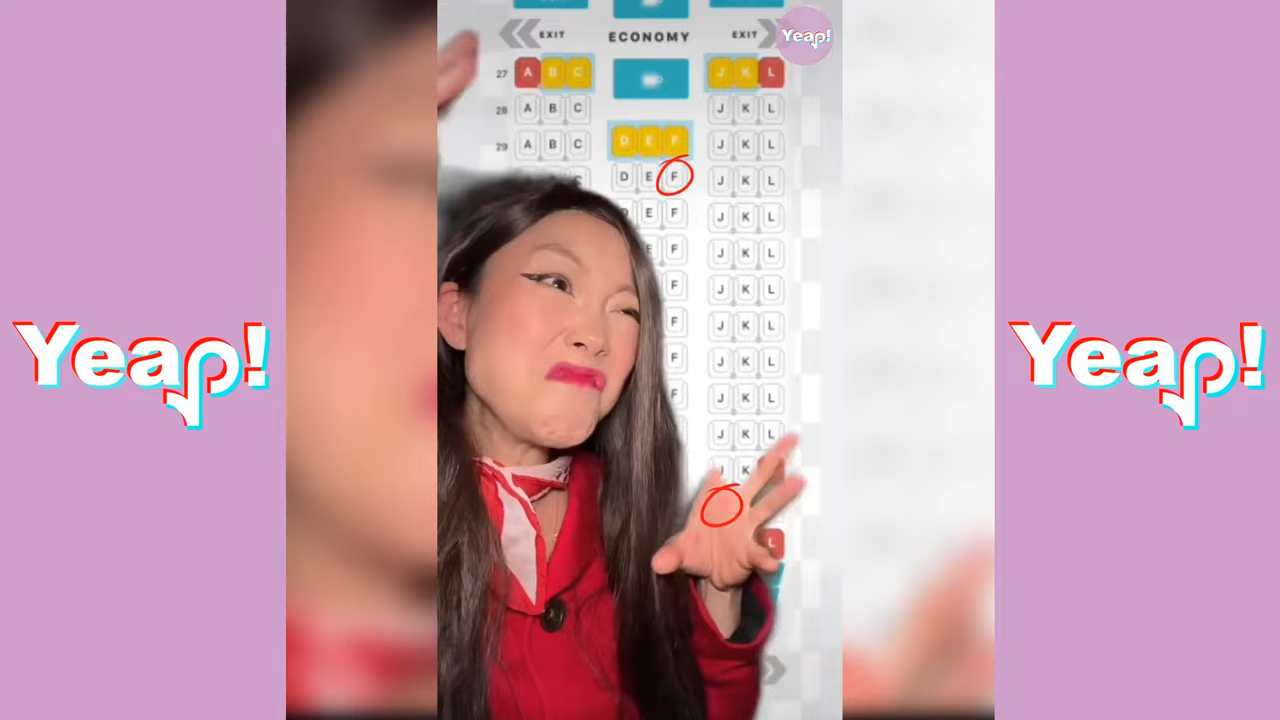 EXIT ECONOMY EXIT Yeap!
27 A B C J K L
28 A B C J K L
D E F
29 A B C J K L
D E F
C J K L
E F J K L
E F J K L
F J K L
F J K L
F J K L
F J K L
J K L
J K
L
Yeap!
Yeap!